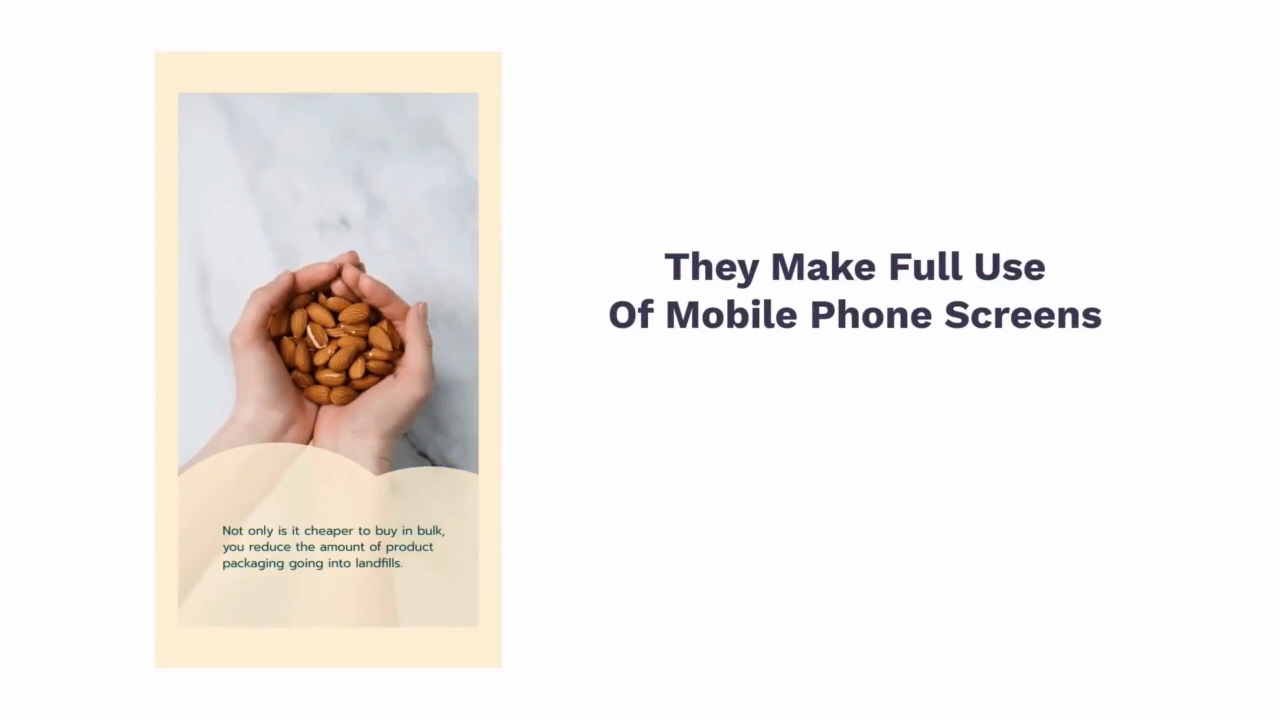 They Make Full Use
Of Mobile Phone Screens
Not only is it cheaper to buy in bulk,
you reduce the amount of product
packaging going into landfills.